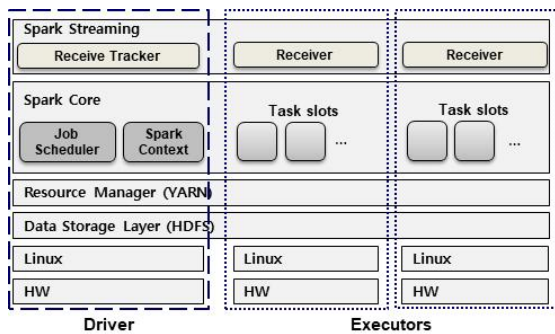 Spark Streaming
Receive Tracker
Receiver
Receiver
Spark Core
Task slots
Task slots
Job
Scheduler
Spark
Context
...
...
Resource Manager (YARN)
Data Storage Layer (HDFS)
Linux
Linux
Linux
HW
HW
HW
Driver
Executors